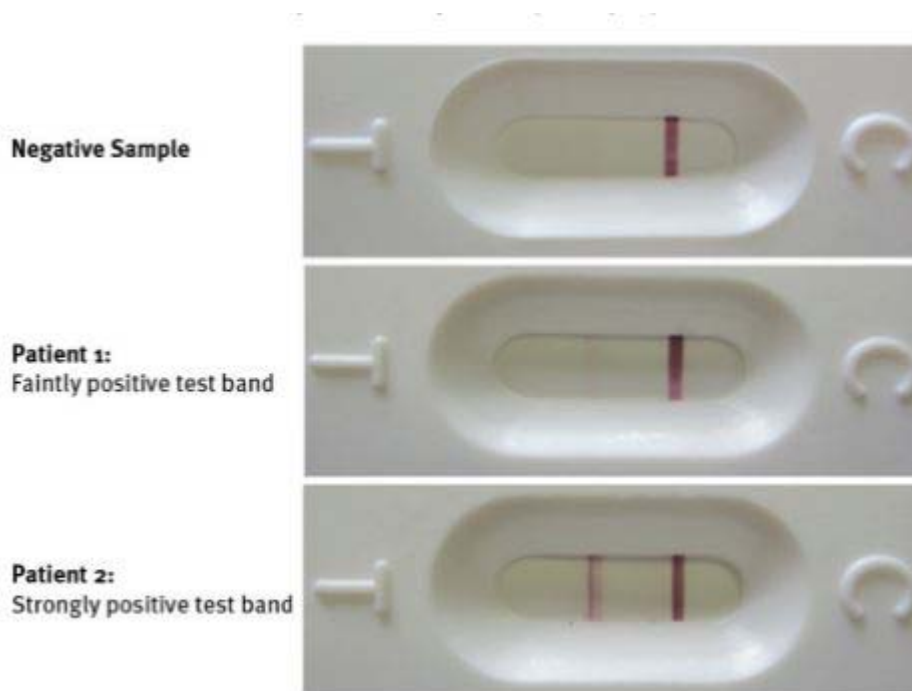 Negative Sample
T
C
Patient 1:
Faintly positive test band
T
C
Patient 2:
Strongly positive test band
T
C